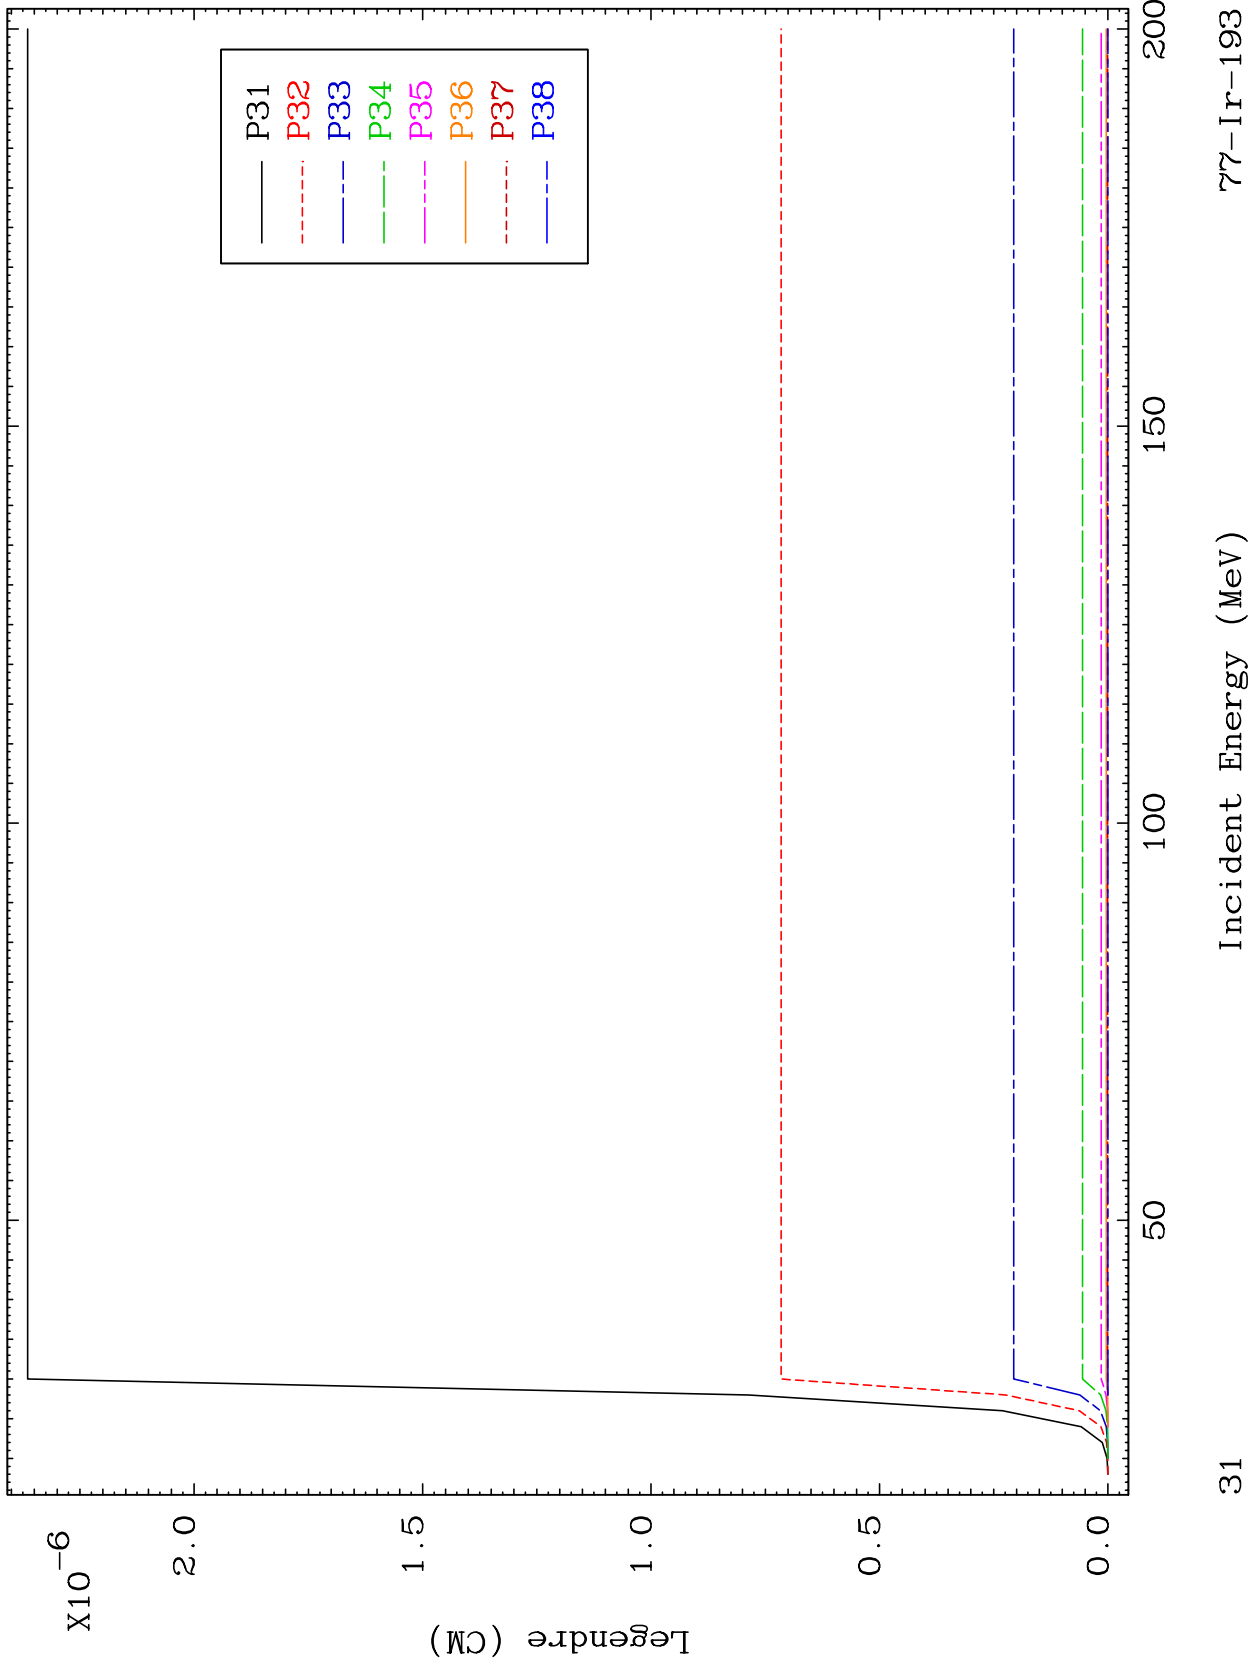 X10-6
2.0
1.5
1.0
0.5
0.0
Legendre (CM)
P31
P32
P33
P34
P35
P36
P37
P38
50
100
150
200
31
Incident Energy (MeV)
77-Ir-193